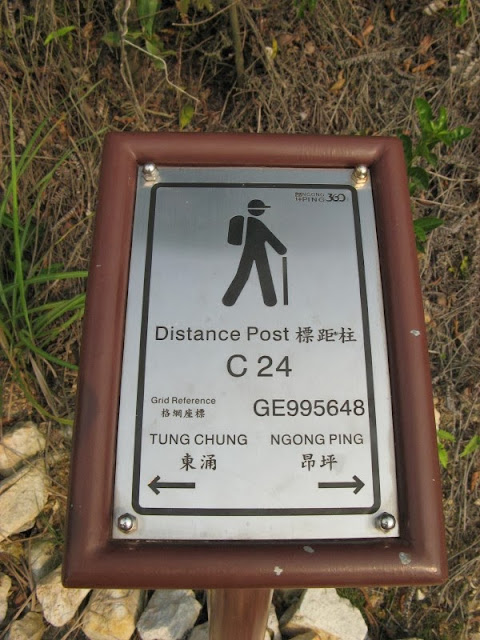 NGONG
PING 360
Distance Post 標距柱
C 24
Grid Reference
格網座標
GE995648
TUNG CHUNG
東涌
NGONG PING
昂坪